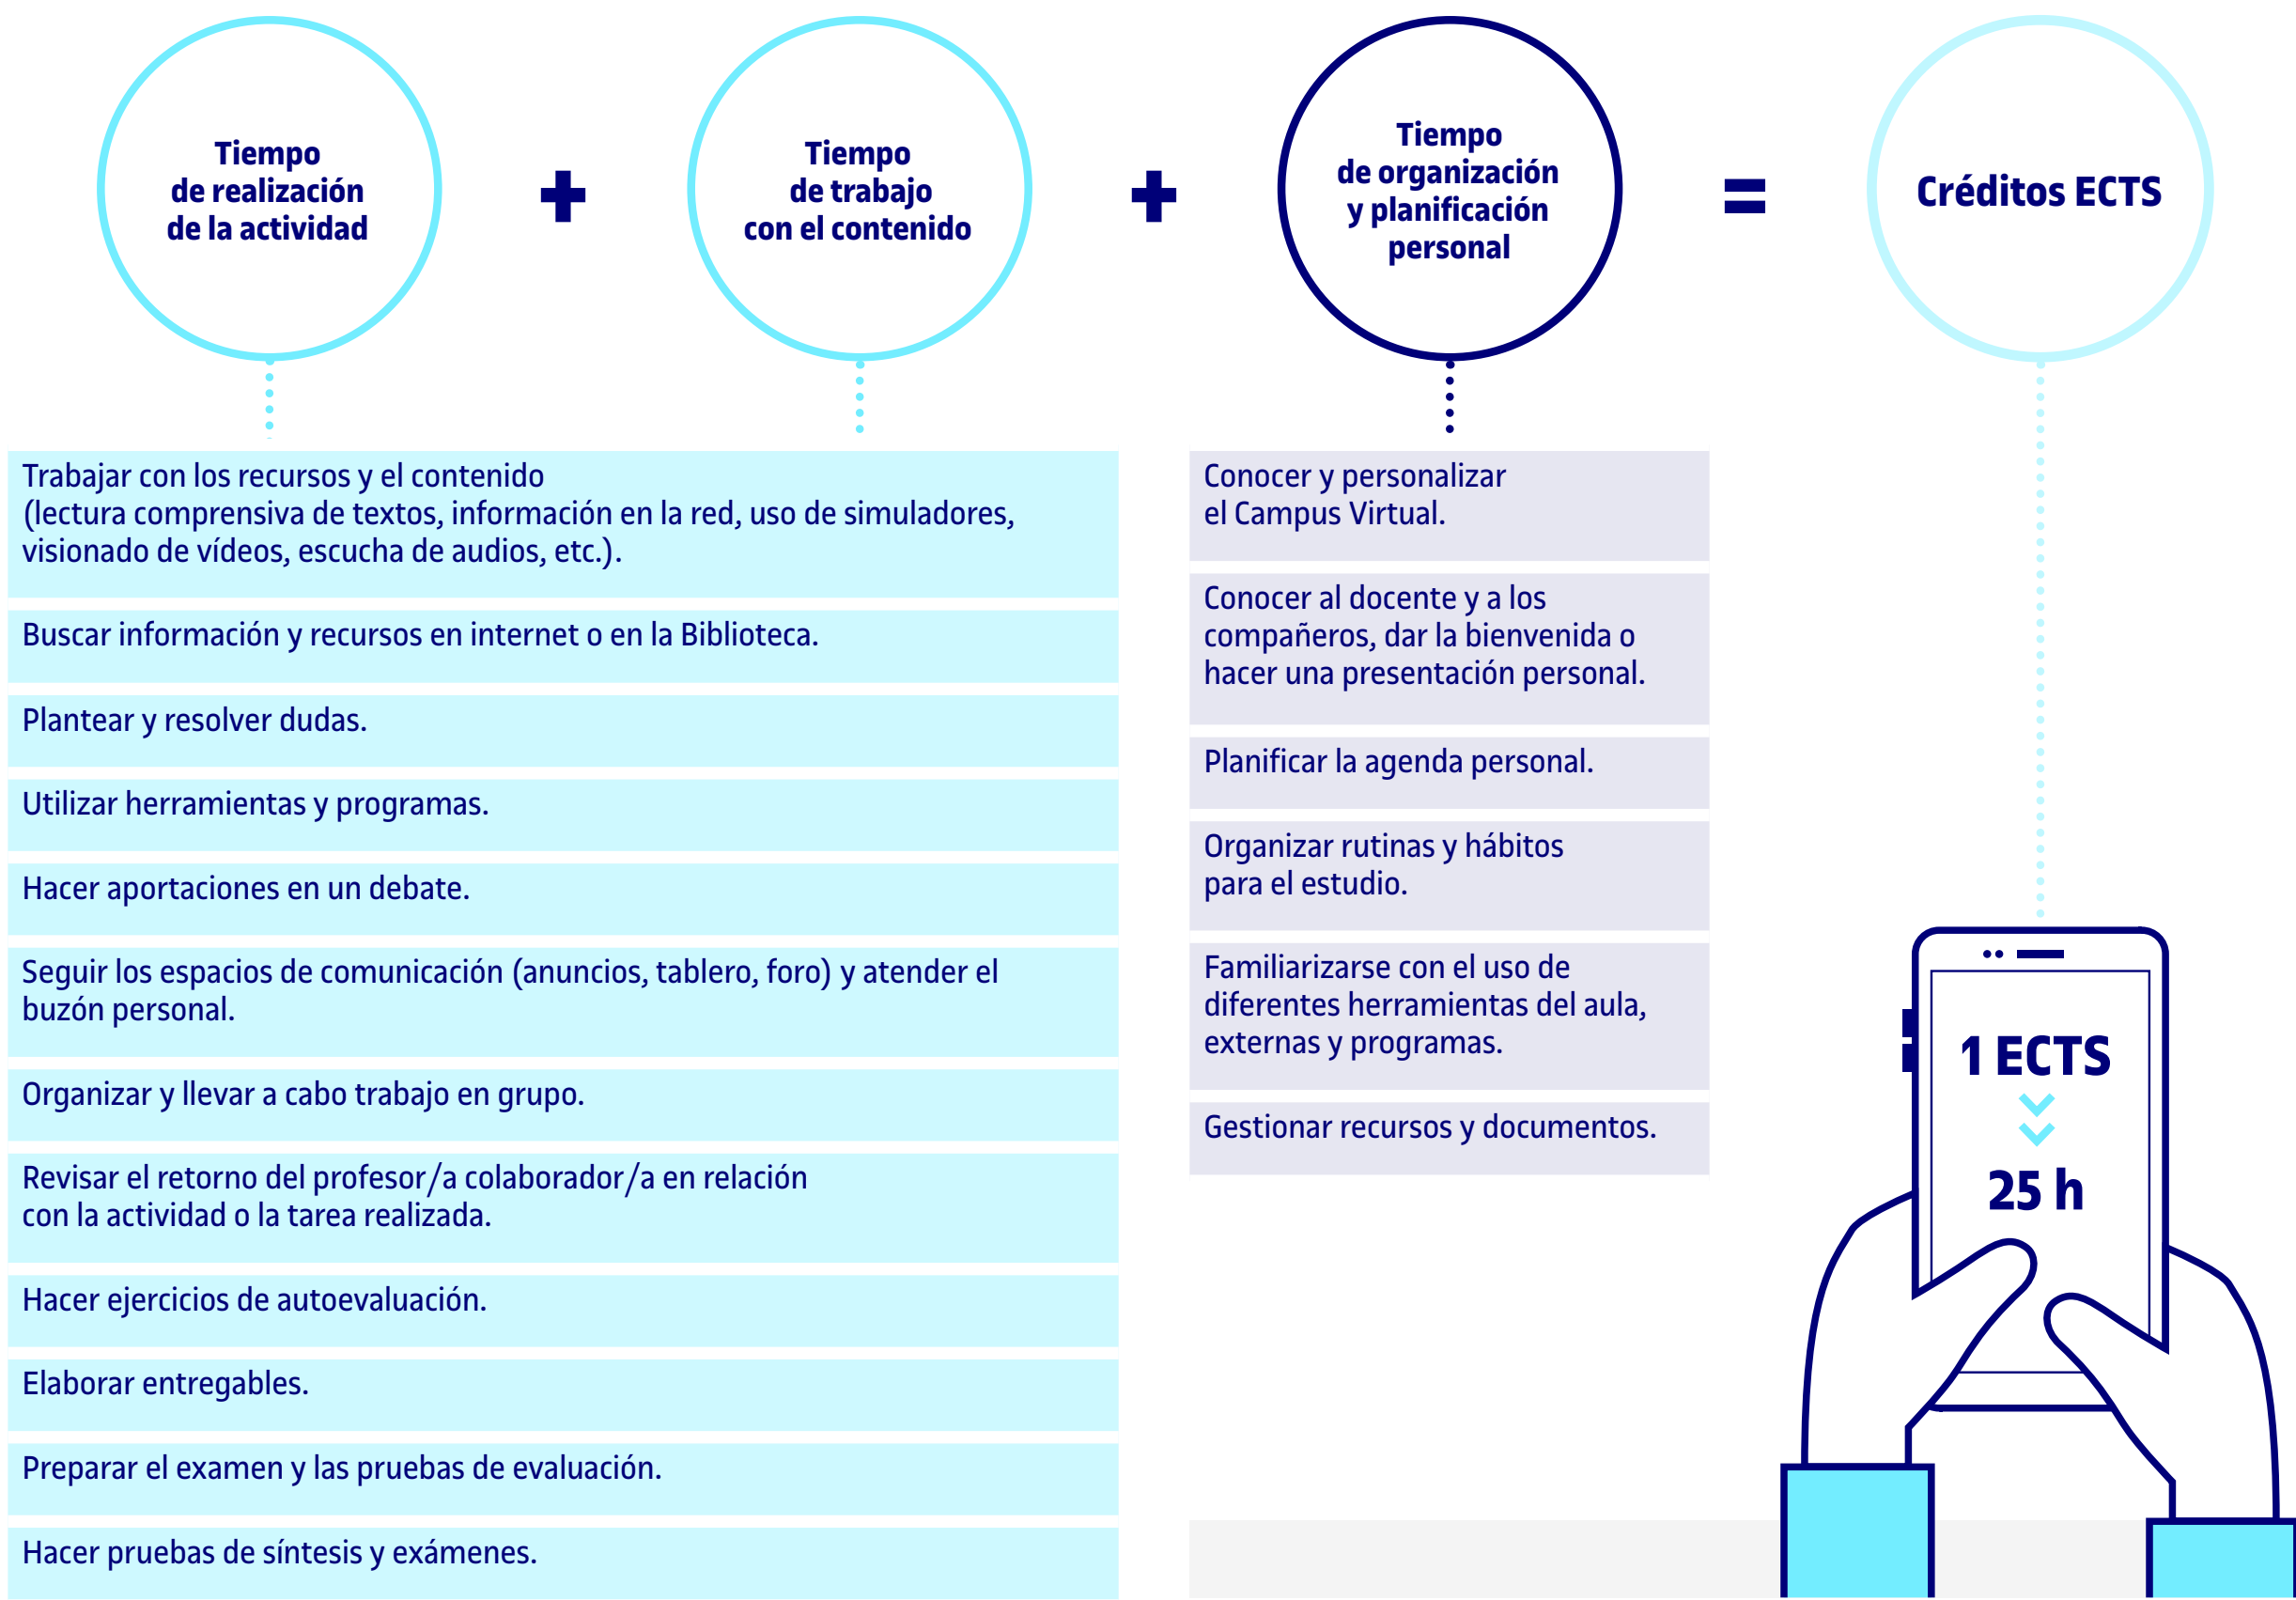 Tiempo
de realización
de la actividad
+
Tiempo
de trabajo
con el contenido
+
Tiempo
de organización
y planificación
personal
=
Créditos ECTS
Trabajar con los recursos y el contenido
(lectura comprensiva de textos, información en la red, uso de simuladores,
visionado de vídeos, escucha de audios, etc.).
Buscar información y recursos en internet o en la Biblioteca.
Plantear y resolver dudas.
Utilizar herramientas y programas.
Hacer aportaciones en un debate.
Seguir los espacios de comunicación (anuncios, tablero, foro) y atender el
buzón personal.
Organizar y llevar a cabo trabajo en grupo.
Revisar el retorno del profesor/a colaborador/a en relación
con la actividad o la tarea realizada.
Hacer ejercicios de autoevaluación.
Elaborar entregables.
Preparar el examen y las pruebas de evaluación.
Hacer pruebas de síntesis y exámenes.
Conocer y personalizar
el Campus Virtual.
Conocer al docente y a los
compañeros, dar la bienvenida o
hacer una presentación personal.
Planificar la agenda personal.
Organizar rutinas y hábitos
para el estudio.
Familiarizarse con el uso de
diferentes herramientas del aula,
externas y programas.
Gestionar recursos y documentos.
1 ECTS
25 h